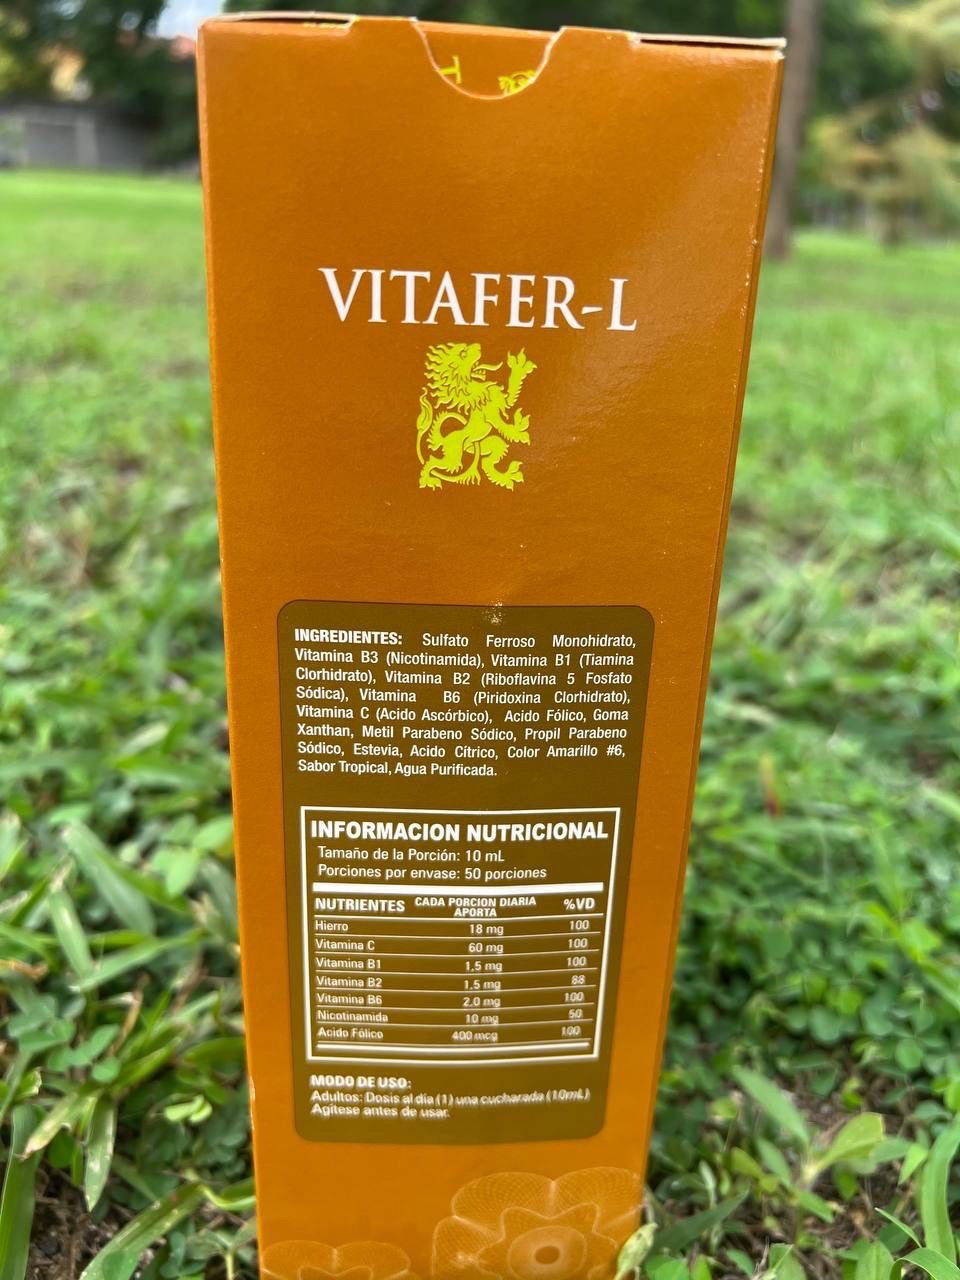 VITAFER-L
INGREDIENTES: Sulfato Ferroso Monohidrato,
Vitamina B3 (Nicotinamida), Vitamina B1 (Tiamina
Clorhidrato), Vitamina B2 (Riboflavina 5 Fosfato
Sódica), Vitamina B6 (Piridoxina Clorhidrato),
Vitamina C (Acido Ascórbico), Acido Fólico, Goma
Xanthan, Metil Parabeno Sódico, Propil Parabeno
Sódico, Estevia, Acido Cítrico, Color Amarillo #6,
Sabor Tropical, Agua Purificada.
INFORMACION NUTRICIONAL
Tamaño de la Porción: 10 mL
Porciones por envase: 50 porciones
NUTRIENTES CADA PORCION DIARIA APORTA %VD
Hierro 18 mg 100
Vitamina C 60 mg 100
Vitamina B1 1,5 mg 100
Vitamina B2 1.5 mg 88
Vitamina B6 2.0 mg 100
Nicotinamida 10 mg 50
Acido Fólico 400 mcg 100
MODO DE USO:
Adultos: Dosis al día (1) una cucharada (10mL)
Agítese antes de usar.